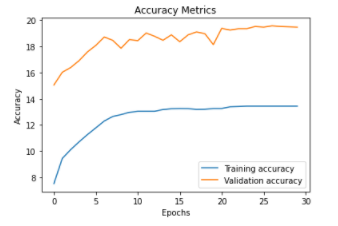 Accuracy Metrics
20
18
16
14
12
10
8
Accuracy
Training accuracy
Validation accuracy
0 5 10 15 20 25 30
Epochs